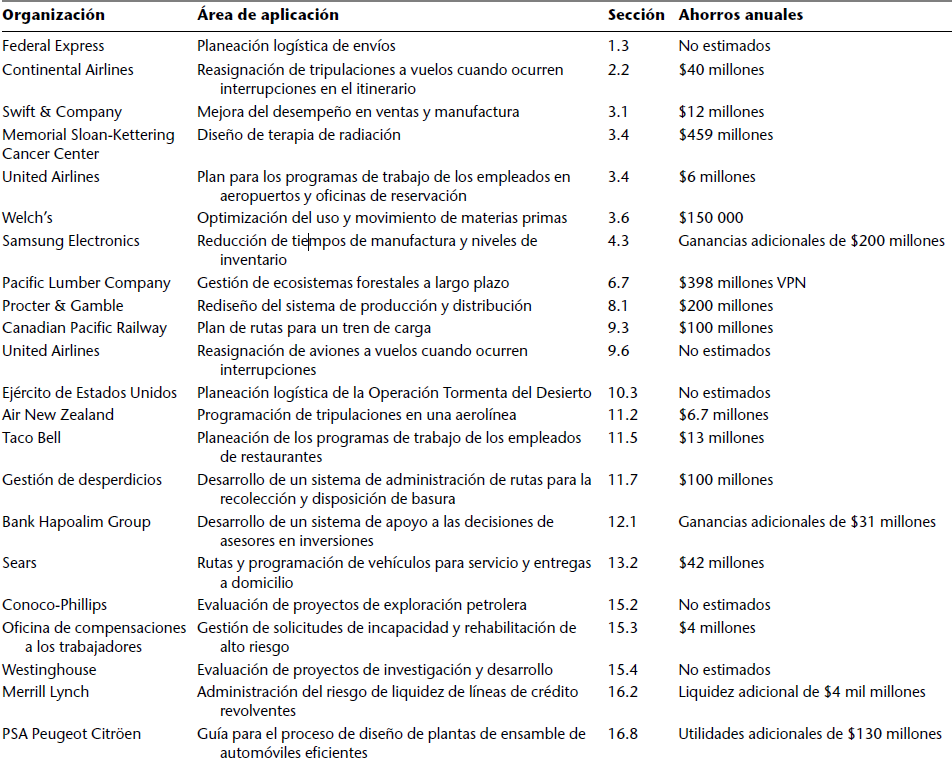 Organización Área de aplicación Sección Ahorros anuales
Federal Express Planeación logística de envíos 1.3 No estimados
Continental Airlines Reasignación de tripulaciones a vuelos cuando ocurren 2.2 $40 millones
interrupciones en el itinerario
Swift & Company Mejora del desempeño en ventas y manufactura 3.1 $12 millones
Memorial Sloan-Kettering Diseño de terapia de radiación 3.4 $459 millones
Cancer Center
United Airlines Plan para los programas de trabajo de los empleados en 3.4 $6 millones
aeropuertos y oficinas de reservación
Welch's Optimización del uso y movimiento de materias primas 3.6 $150 000
Samsung Electronics Reducción de tiempos de manufactura y niveles de 4.3 Ganancias adicionales de $200 millones
inventario
Pacific Lumber Company Gestión de ecosistemas forestales a largo plazo 6.7 $398 millones VPN
Procter & Gamble Rediseño del sistema de producción y distribución 8.1 $200 millones
Canadian Pacific Railway Plan de rutas para un tren de carga 9.3 $100 millones
United Airlines Reasignación de aviones a vuelos cuando ocurren 9.6 No estimados
interrupciones
Ejército de Estados Unidos Planeación logística de la Operación Tormenta del Desierto 10.3 No estimados
Air New Zealand Programación de tripulaciones en una aerolínea 11.2 $6.7 millones
Taco Bell Planeación de los programas de trabajo de los empleados 11.5 $13 millones
de restaurantes
Gestión de desperdicios Desarrollo de un sistema de administración de rutas para la 11.7 $100 millones
recolección y disposición de basura
Bank Hapoalim Group Desarrollo de un sistema de apoyo a las decisiones de 12.1 Ganancias adicionales de $31 millones
asesores en inversiones
Sears Rutas y programación de vehículos para servicio y entregas 13.2 $42 millones
a domicilio
Conoco-Phillips Evaluación de proyectos de exploración petrolera 15.2 No estimados
Oficina de compensaciones Gestión de solicitudes de incapacidad y rehabilitación de 15.3 $4 millones
a los trabajadores alto riesgo
Westinghouse Evaluación de proyectos de investigación y desarrollo 15.4 No estimados
Merrill Lynch Administración del riesgo de liquidez de líneas de crédito 16.2 Liquidez adicional de $4 mil millones
revolventes
PSA Peugeot Citröen Guía para el proceso de diseño de plantas de ensamble de 16.8 Utilidades adicionales de $130 millones
automóviles eficientes